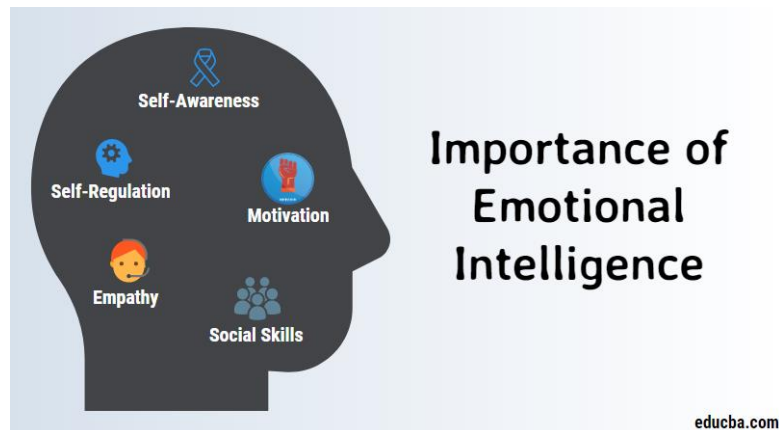 Self-Awareness
Self-Regulation
Motivation
Empathy
Social Skills
Importance of
Emotional
Intelligence
educba.com